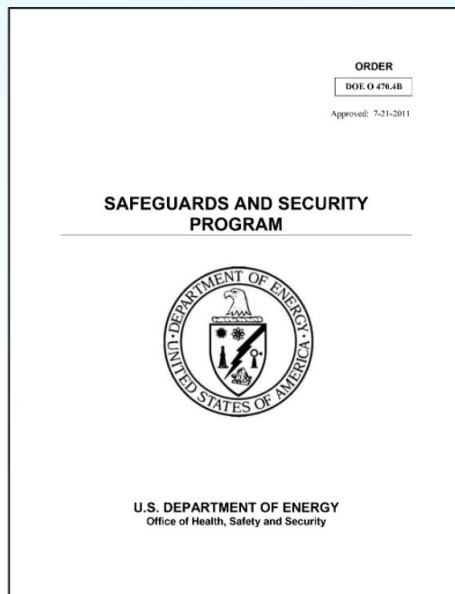 ORDER
DOE O 470.4B
Approved: 7-21-2011
SAFEGUARDS AND SECURITY
PROGRAM
DEPARTMENT OF ENERGY
UNITED STATES OF AMERICA
U.S. DEPARTMENT OF ENERGY
Office of Health, Safety and Security